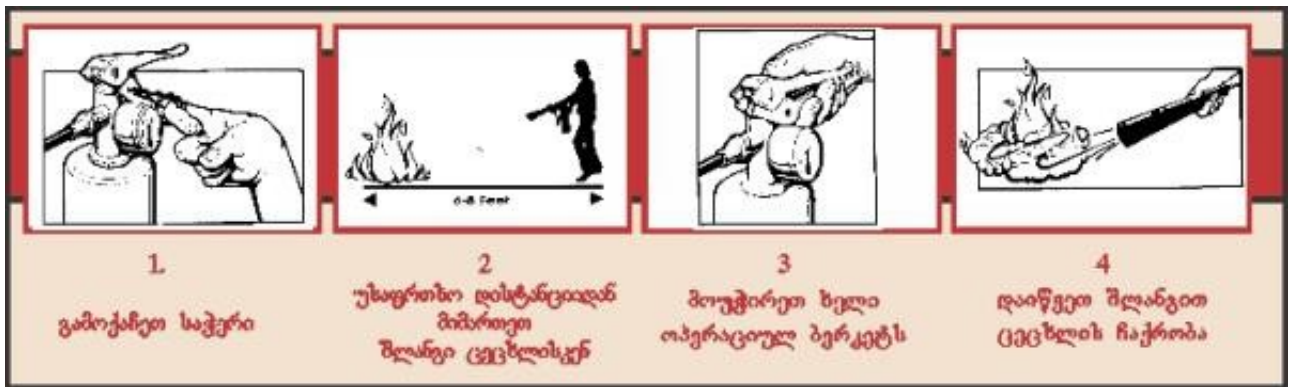 6-8 Feet
1.
გამოქაჩეთ საჭერი
2
უსაფრთხო დისტანციიდან
მიმართეთ
შლანგი ცეცხლისკენ
3
მოუჭირეთ ხელი
ოპერაციულ ბერკეტს
4
დაიწყეთ შლანგით
ცეცხლის ჩაქრობა